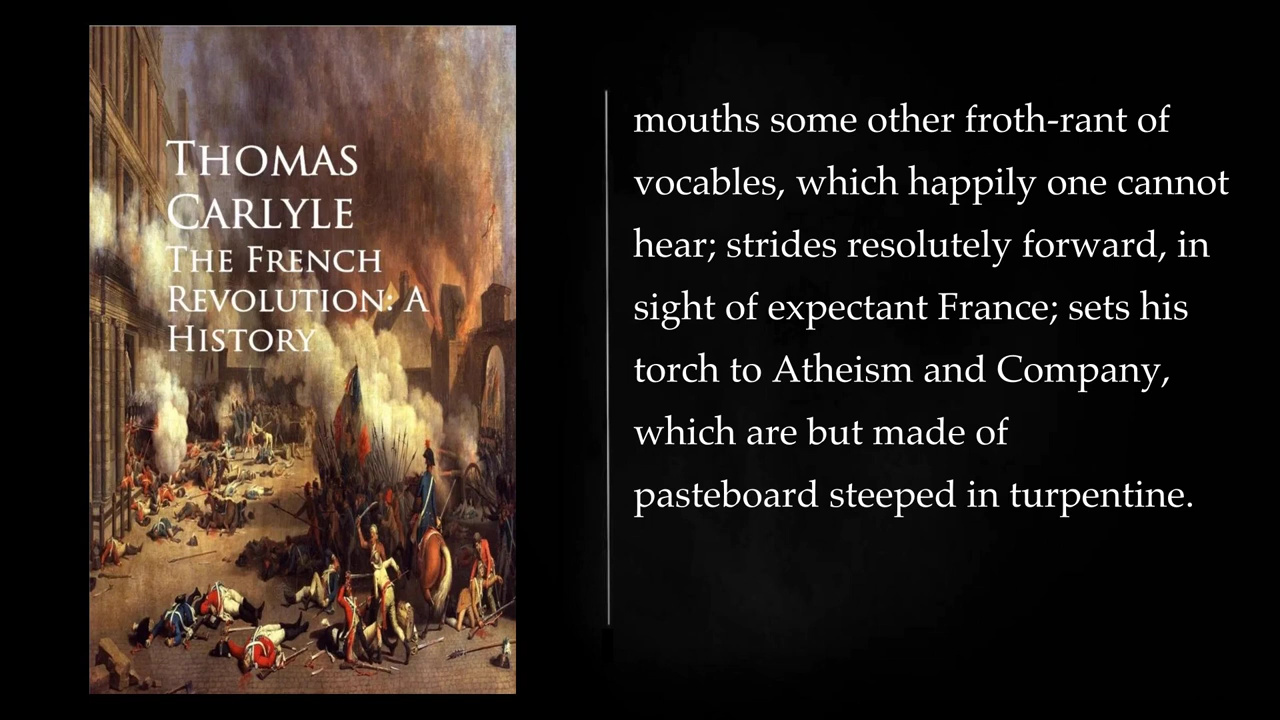 THOMAS
CARLYLE
THE FRENCH
REVOLUTION: A
HISTORY
mouths some other froth-rant of
vocables, which happily one cannot
hear; strides resolutely forward, in
sight of expectant France; sets his
torch to Atheism and Company,
which are but made of
pasteboard steeped in turpentine.